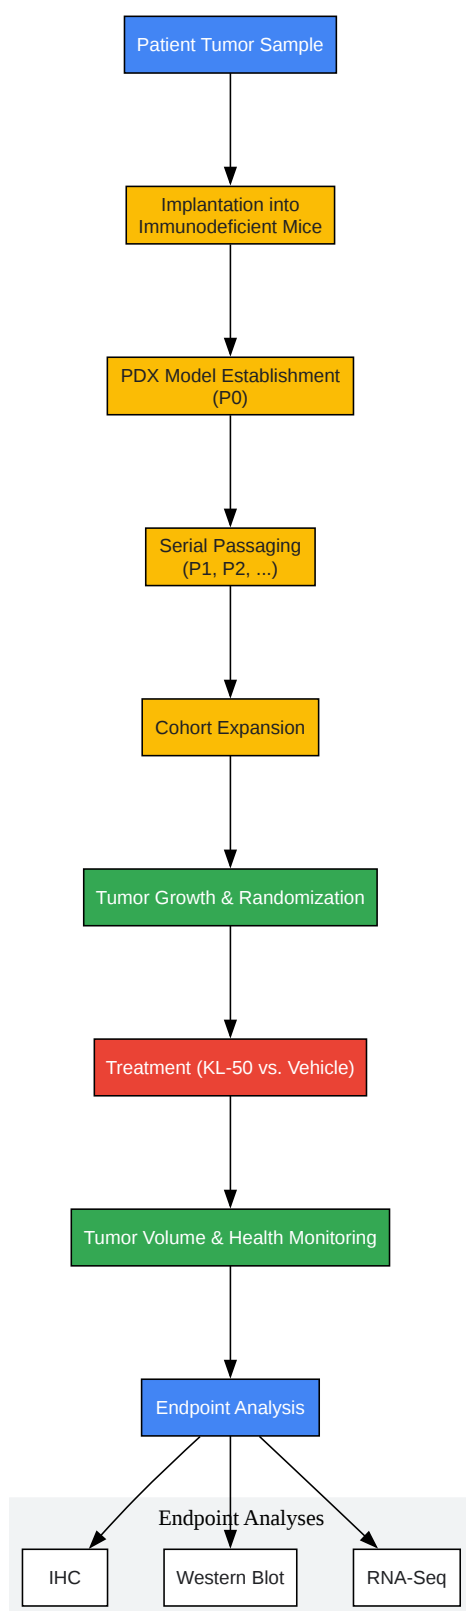 Patient Tumor Sample
Implantation into
Immunodeficient Mice
PDX Model Establishment
(P0)
Serial Passaging
(P1, P2, ...)
Cohort Expansion
Tumor Growth & Randomization
Treatment (KL-50 vs. Vehicle)
Tumor Volume & Health Monitoring
Endpoint Analysis
Endpoint Analyses
IHC
Western Blot
RNA-Seq